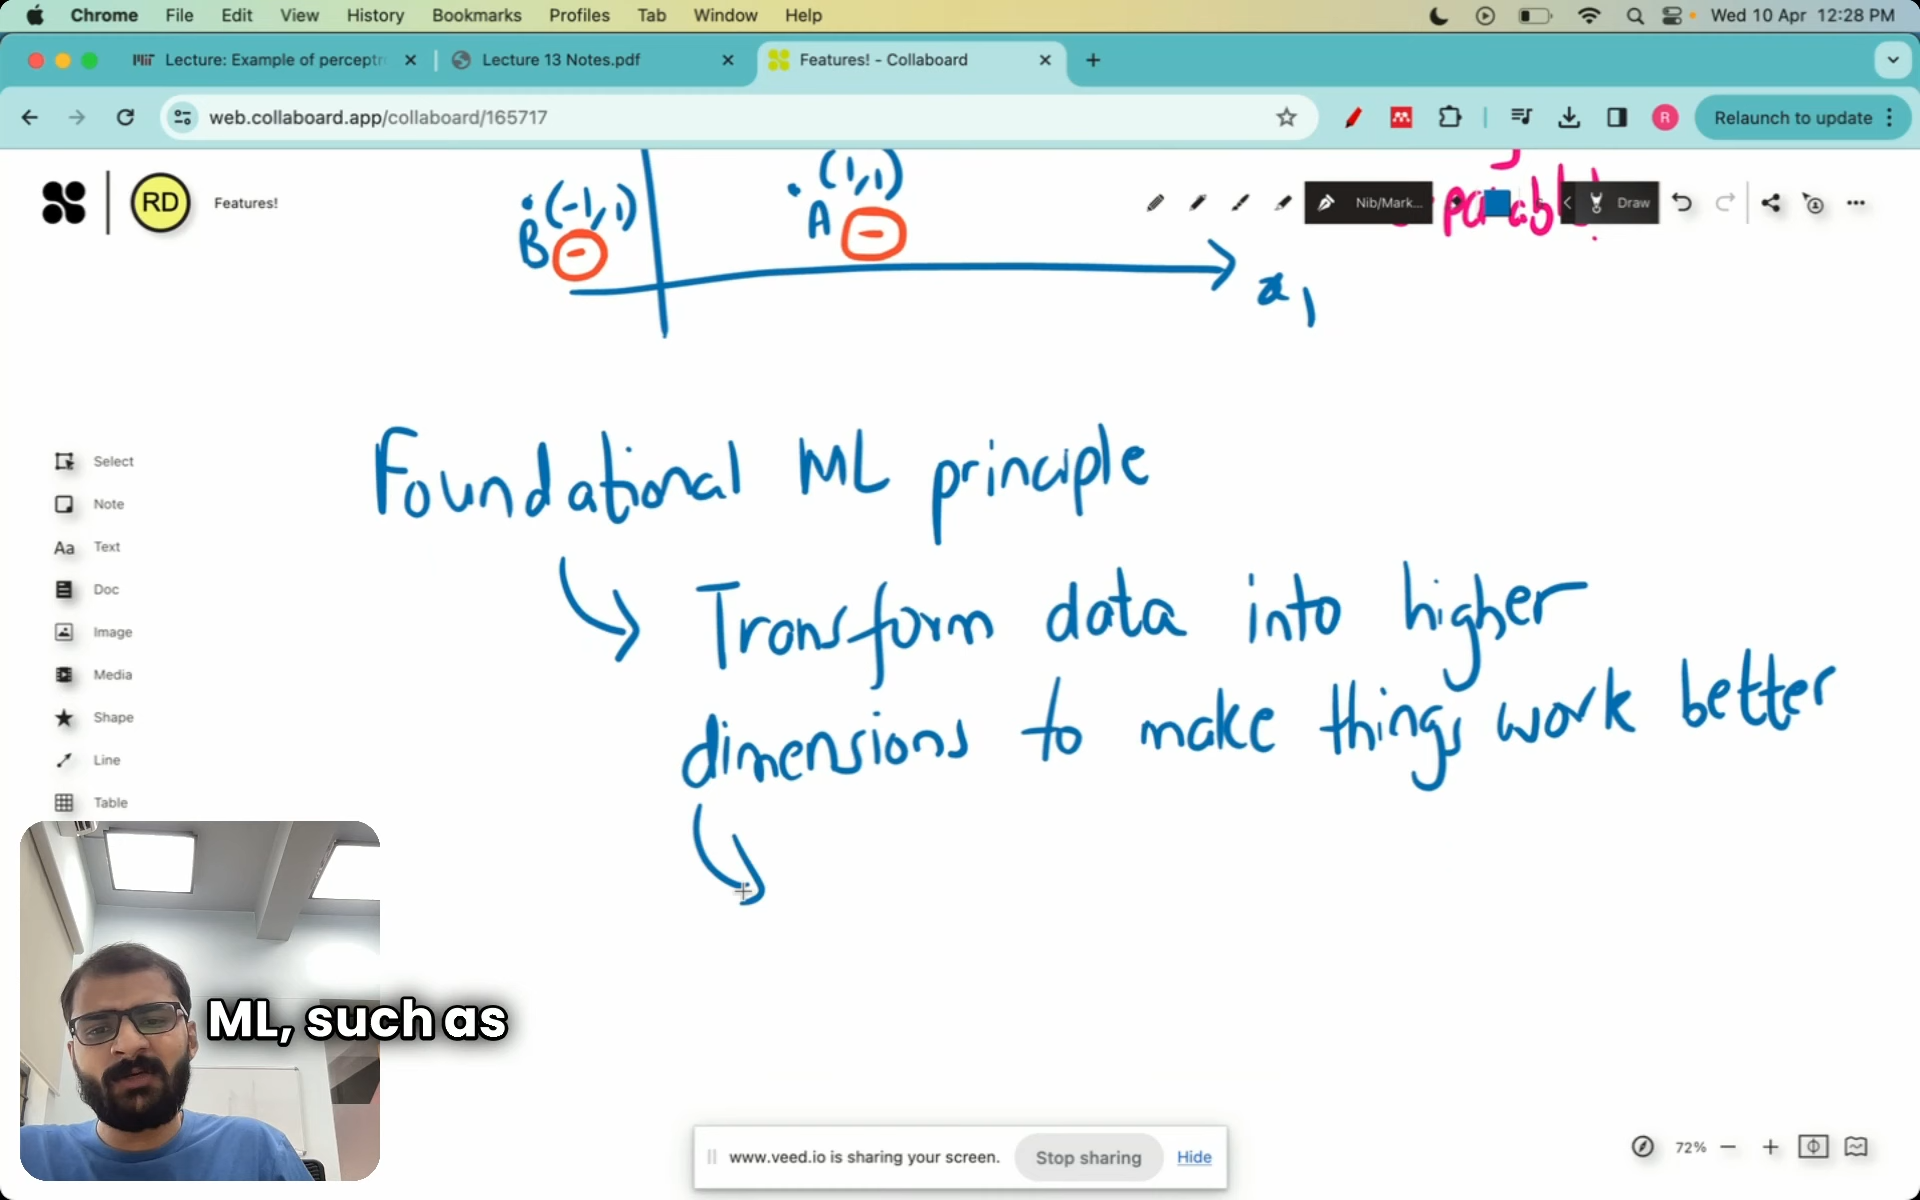 Chrome File Edit View History Bookmarks Profiles Tab Window Help Wed 10 Apr 12:28 PM
MIT Lecture: Example of perceptr Lecture 13 Notes.pdf Features! - Collaboard
web.collaboard.app/collaboard/165717 R Relaunch to update
RD Features! Nib/Mark... Draw
(-1,1) (1,1)
B - A -
x1
Foundational ML principle
Transform data into higher
dimensions to make things work better
Select
Note
Aa Text
Doc
Image
Media
Shape
Line
Table
ML, such as
www.veed.io is sharing your screen. Stop sharing Hide
72%